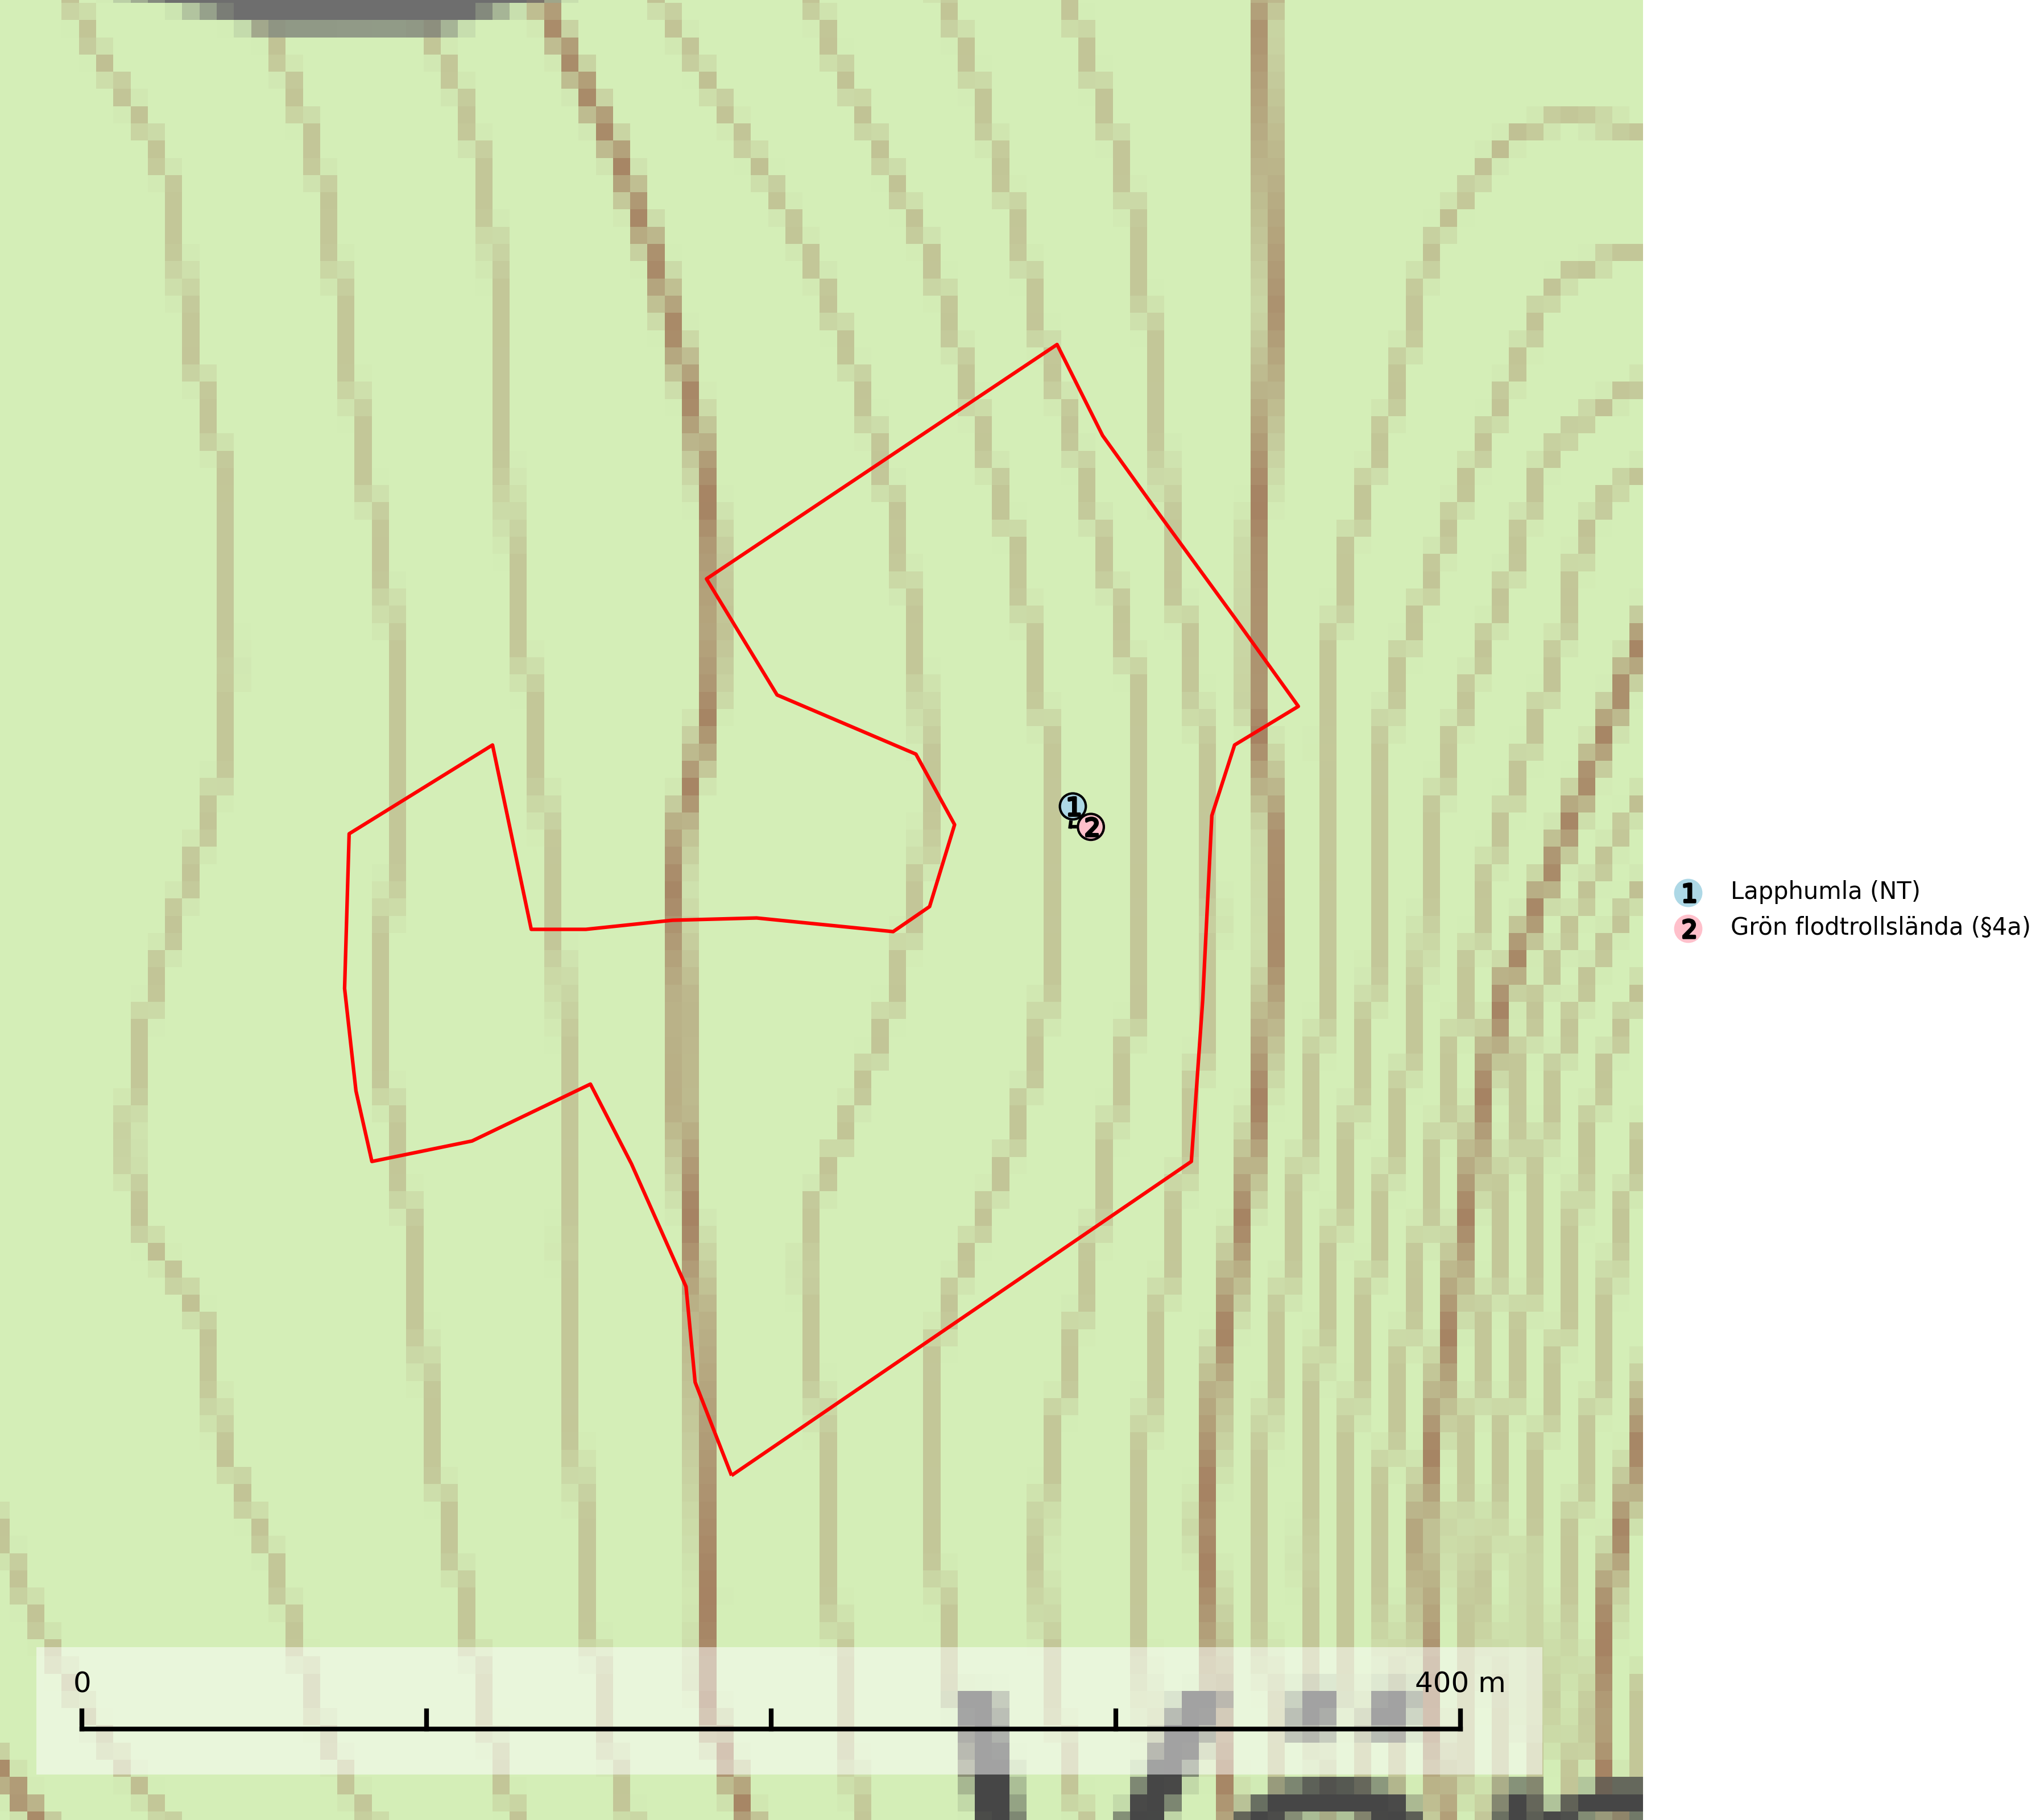 1
2
1 Lapphumla (NT)
2 Grön flodtrollslända (§4a)
0 400 m